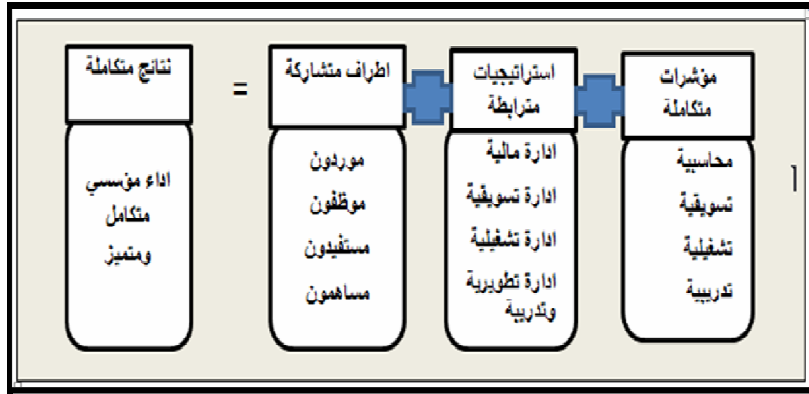 مؤشرات
متكاملة
محاسبية
تسويقية
تشغيلية
تدريبية
استراتيجيات
مترابطة
ادارة مالية
ادارة تسويقية
ادارة تشغيلية
ادارة تطويرية
وتدريبة
اطراف متشاركة
موردون
موظفون
مستفيدون
مساهمون
=
نتائج متكاملة
اداء مؤسسي
متكامل
ومتميز